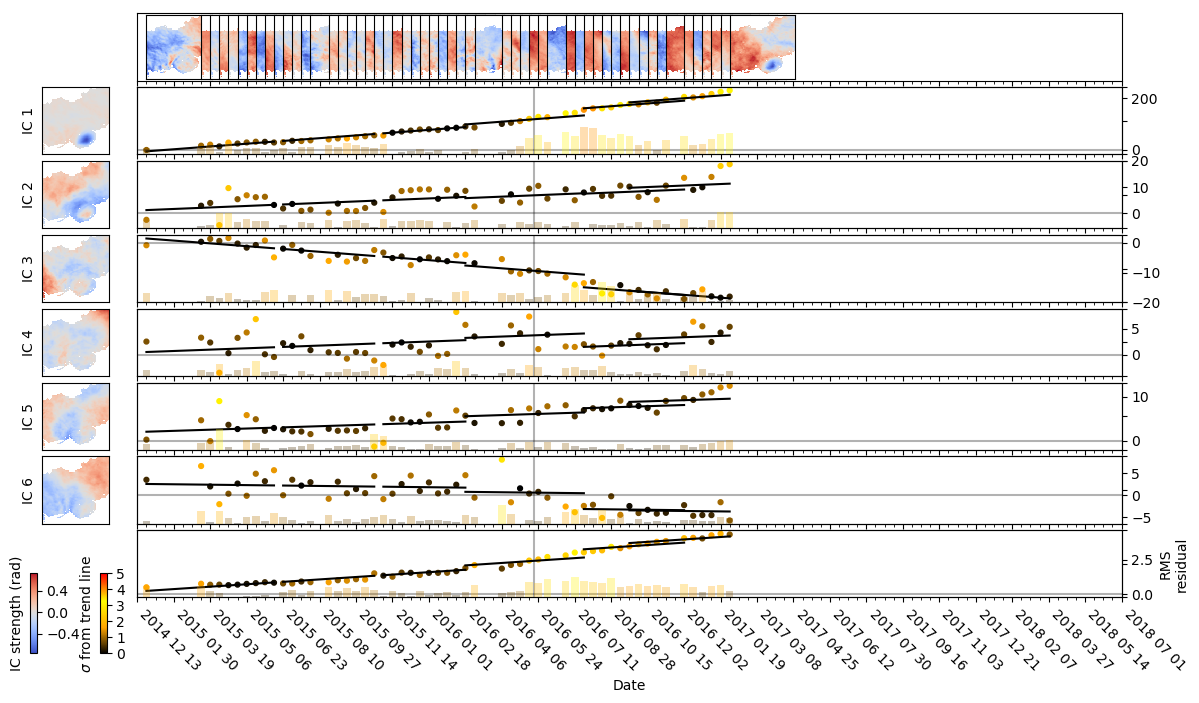 IC 1
200
0
IC 2
20
10
0
IC 3
0
−10
−20
IC 4
5
0
IC 5
10
0
IC 6
5
0
−5
2.5
0.0
RMS
residual
IC strength (rad)
0.4
0.0
−0.4
σ from trend line
5
4
3
2
1
0
2014 12 13
2015 01 30
2015 03 19
2015 05 06
2015 06 23
2015 08 10
2015 09 27
2015 11 14
2016 01 01
2016 02 18
2016 04 06
2016 05 24
2016 07 11
2016 08 28
2016 10 15
2016 12 02
2017 01 19
2017 03 08
2017 04 25
2017 06 12
2017 07 30
2017 09 16
2017 11 03
2017 12 21
2018 02 07
2018 03 27
2018 05 14
2018 07 01
Date